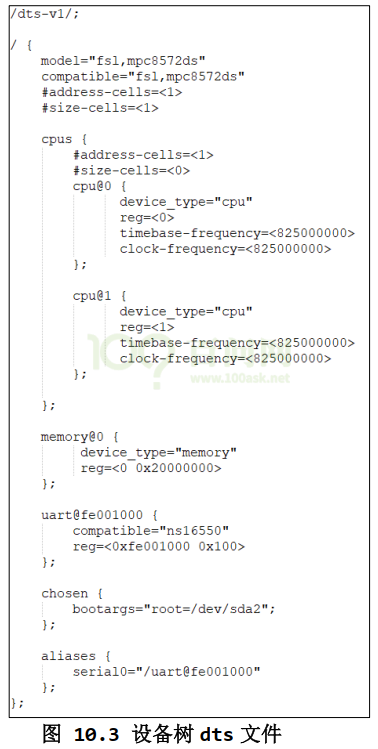 /dts-v1/;
/ {
    model="fsl,mpc8572ds"
    compatible="fsl,mpc8572ds"
    #address-cells=<1>
    #size-cells=<1>
    cpus {
        #address-cells=<1>
        #size-cells=<0>
        cpu@0 {
            device_type="cpu"
            reg=<0>
            timebase-frequency=<825000000>
            clock-frequency=<825000000>
        };
        cpu@1 {
            device_type="cpu"
            reg=<1>
            timebase-frequency=<825000000>
            clock-frequency=<825000000>
        };
www.100ask.net
    };
    memory@0 {
        device_type="memory"
        reg=<0 0x20000000>
    };
    uart@fe001000 {
        compatible="ns16550"
        reg=<0xfe001000 0x100>
    };
    chosen {
        bootargs="root=/dev/sda2";
    };
    aliases {
        serial0="/uart@fe001000"
    };
};
图 10.3 设备树 dts 文件